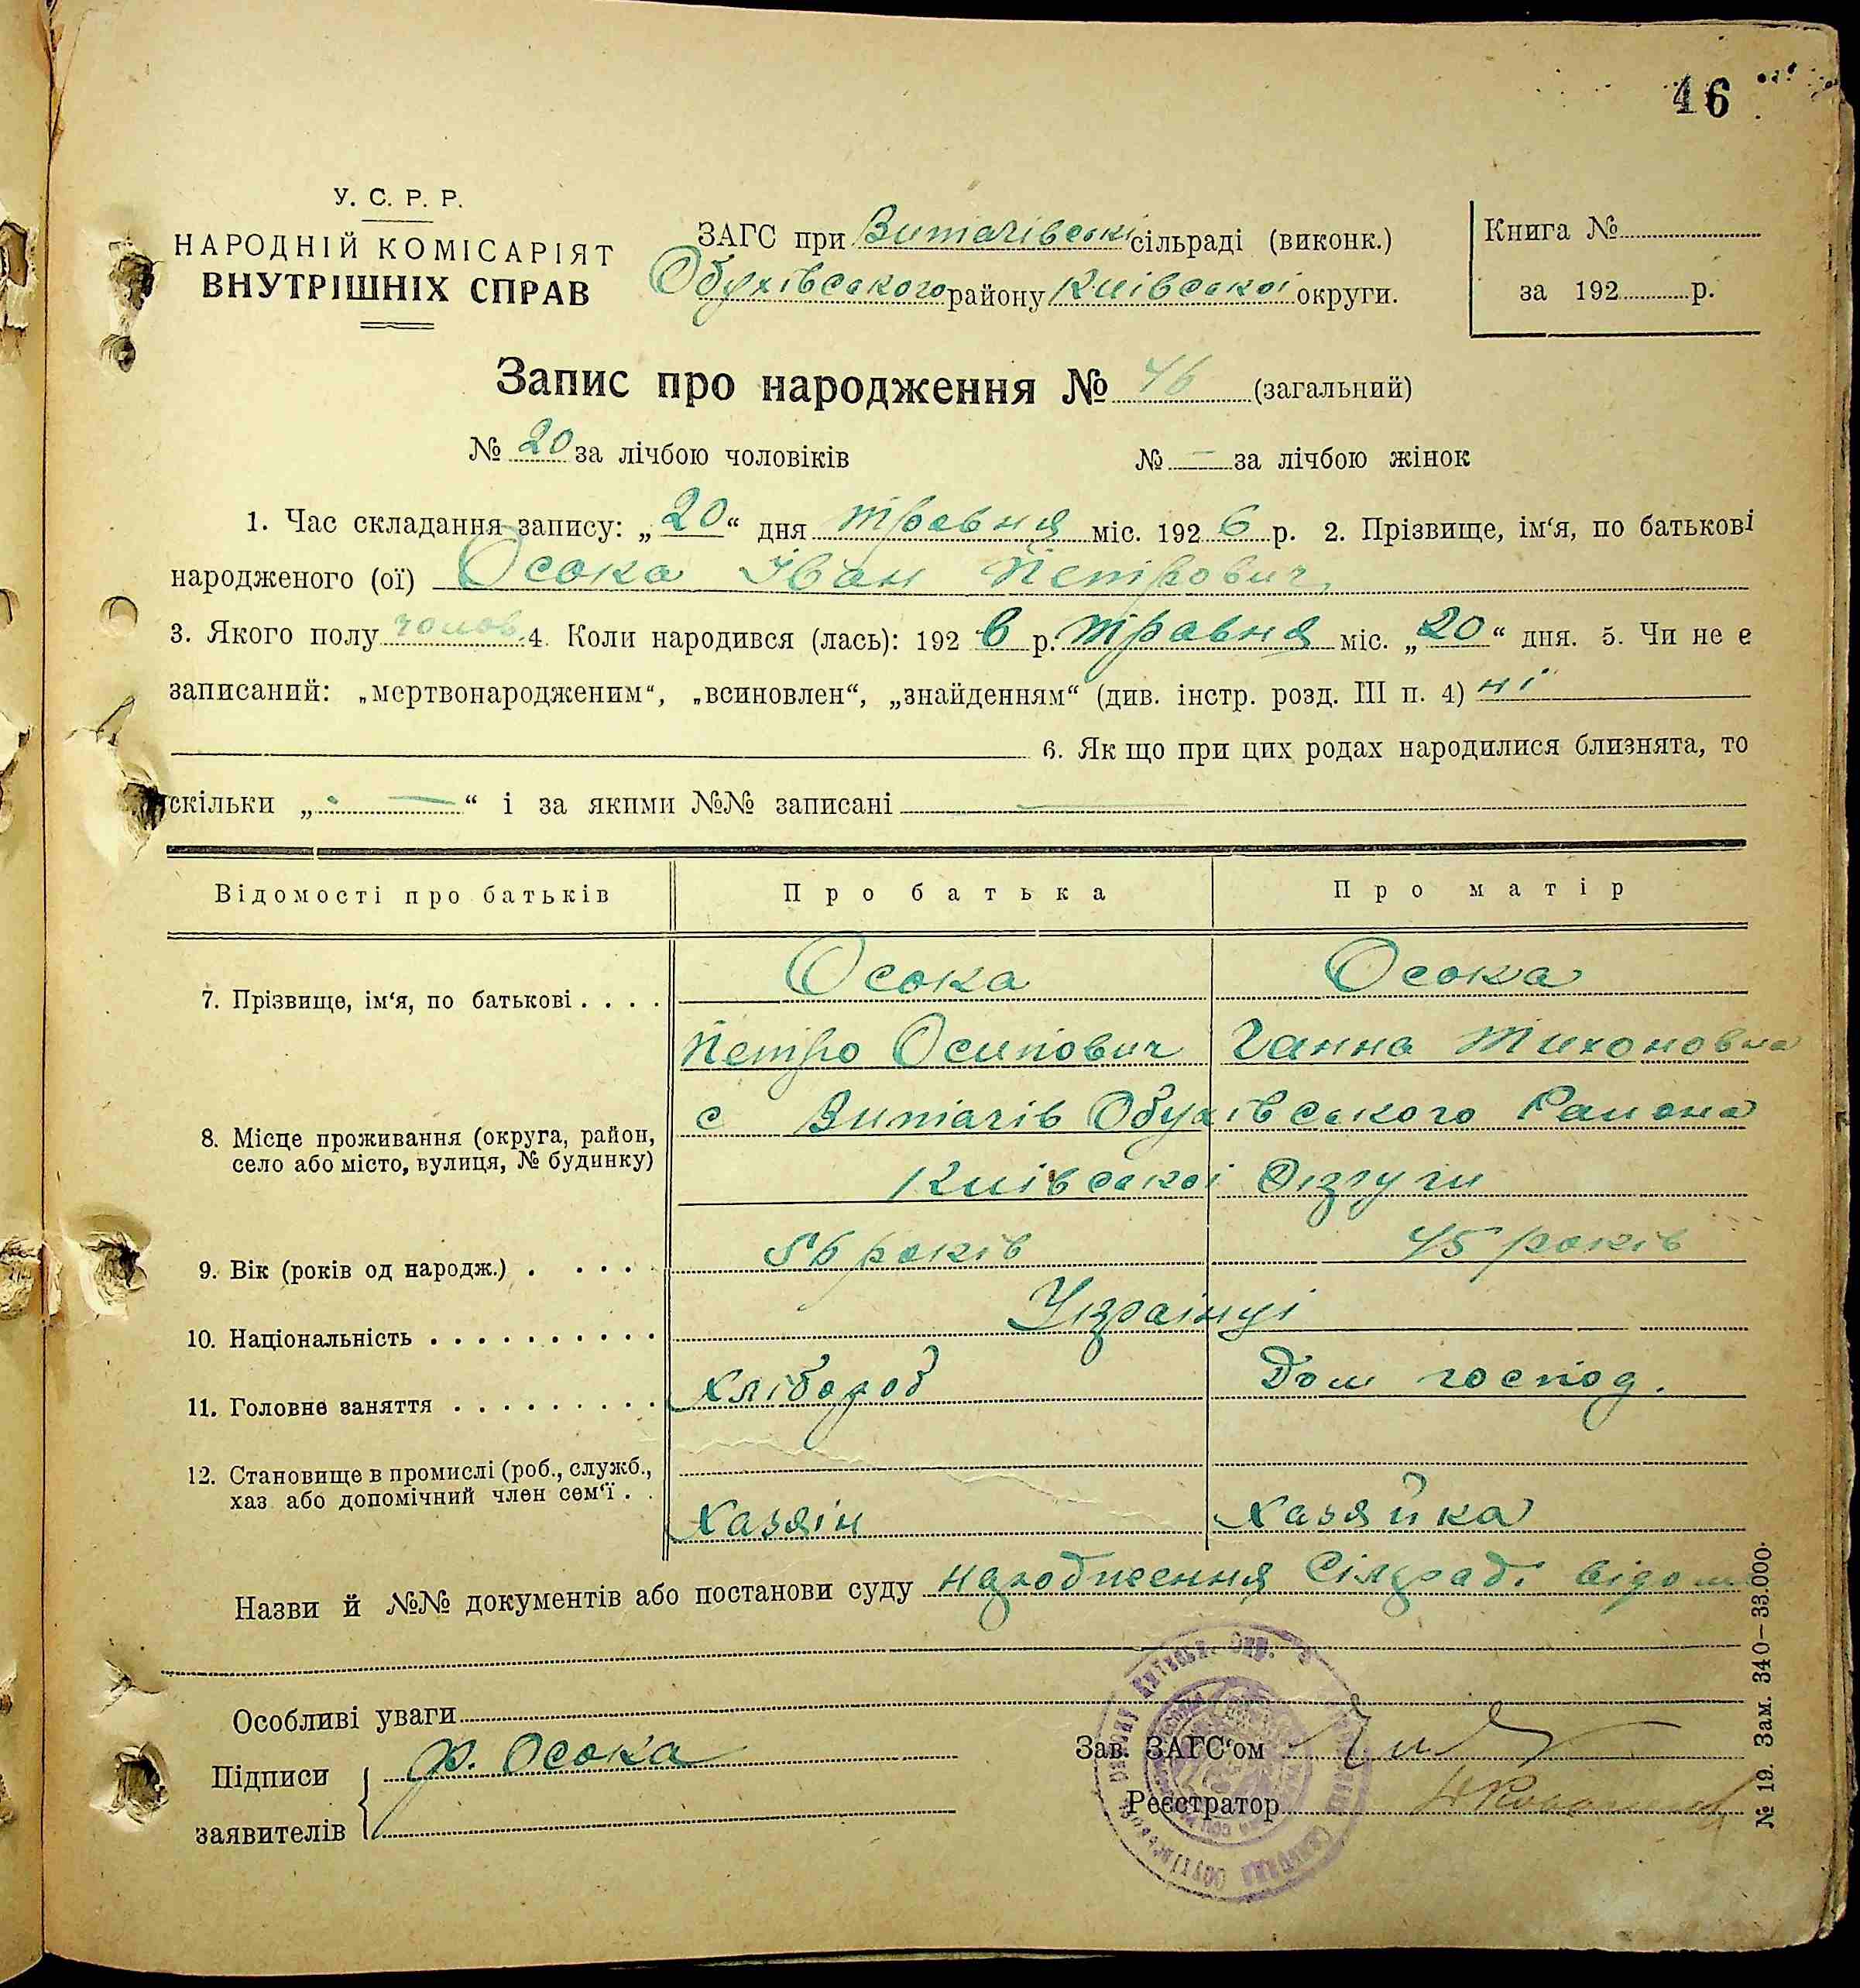 46
У. С. Р. Р.
НАРОДНІЙ КОМІСАРІЯТ
ВНУТРІШНІХ СПРАВ
ЗАГС при Витачівські сільраді (виконк.)
Обухівського району Київської округи.
Книга №
за 192 р.
Запис про народження № 46 (загальний)
№ 20 за лічбою чоловіків № — за лічбою жінок
1. Час складання запису: „20“ дня травня міс. 1926 р. 2. Прізвище, ім‘я, по батькові
народженого (ої) Осока Іван Петрович
3. Якого полу чолов. 4. Коли народився (лась): 1926 р. травня міс. „20“ дня. 5. Чи не є
записаний: „мертвонародженим“, „всиновлен“, „знайденням“ (див. інстр. розд. III п. 4) ні
6. Як що при цих родах народилися близнята, то
скільки „ — “ і за якими №№ записані —
Відомості про батьків Про батька Про матір
7. Прізвище, ім‘я, по батькові Осока Осока
Петро Осипович Ганна Тихоновна
8. Місце проживання (округа, район, село або місто, вулиця, № будинку) с Витачів Обухівського Района
Київської Округи
9. Вік (років од народж.) 56 років 45 років
10. Національність Українці
11. Головне заняття Хлібороб Дом господ.
12. Становище в промислі (роб., служб.,
хаз або допомічний член сем‘ї Хазяін Хазяйка
Назви й №№ документів або постанови суду народження Сілраді відом
Особливі уваги
Підписи
заявителів
р. Осока
Зав. ЗАГС‘ом
Реєстратор
№ 19. Зам. 340—33.000.